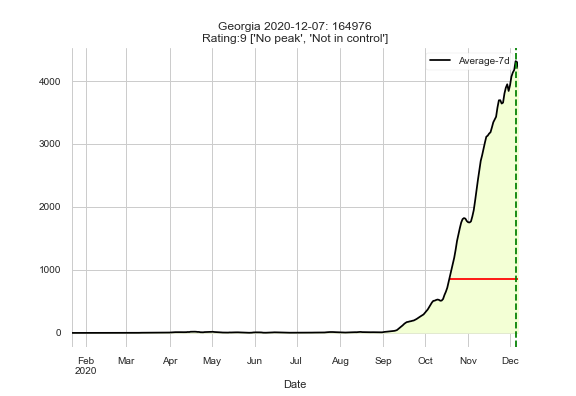 Georgia 2020-12-07: 164976
Rating:9 ['No peak', 'Not in control']
Average-7d
4000
3000
2000
1000
0
Feb Mar Apr May Jun Jul Aug Sep Oct Nov Dec
2020
Date